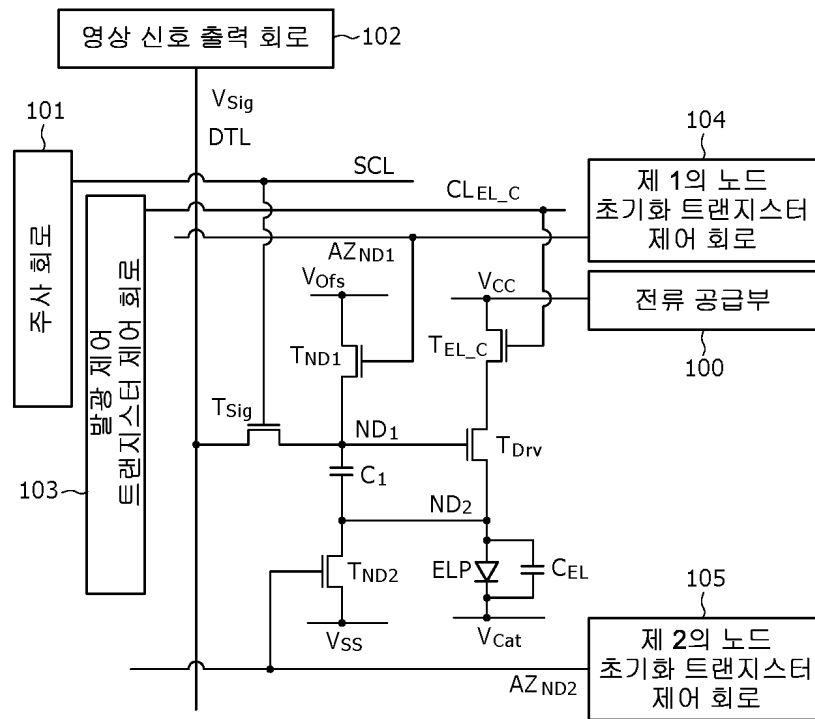 영상 신호 출력 회로
102
VSig
DTL
101
주사 회로
SCL
104
제 1의 노드
초기화 트랜지스터
제어 회로
CLEL_C
AZND1
발광 제어
트랜지스터 제어 회로
103
VOfs
VCC
전류 공급부
100
TND1
TEL_C
TSig
ND1
TDrv
C1
ND2
TND2
ELP
CEL
VSS
VCat
105
제 2의 노드
초기화 트랜지스터
제어 회로
AZND2